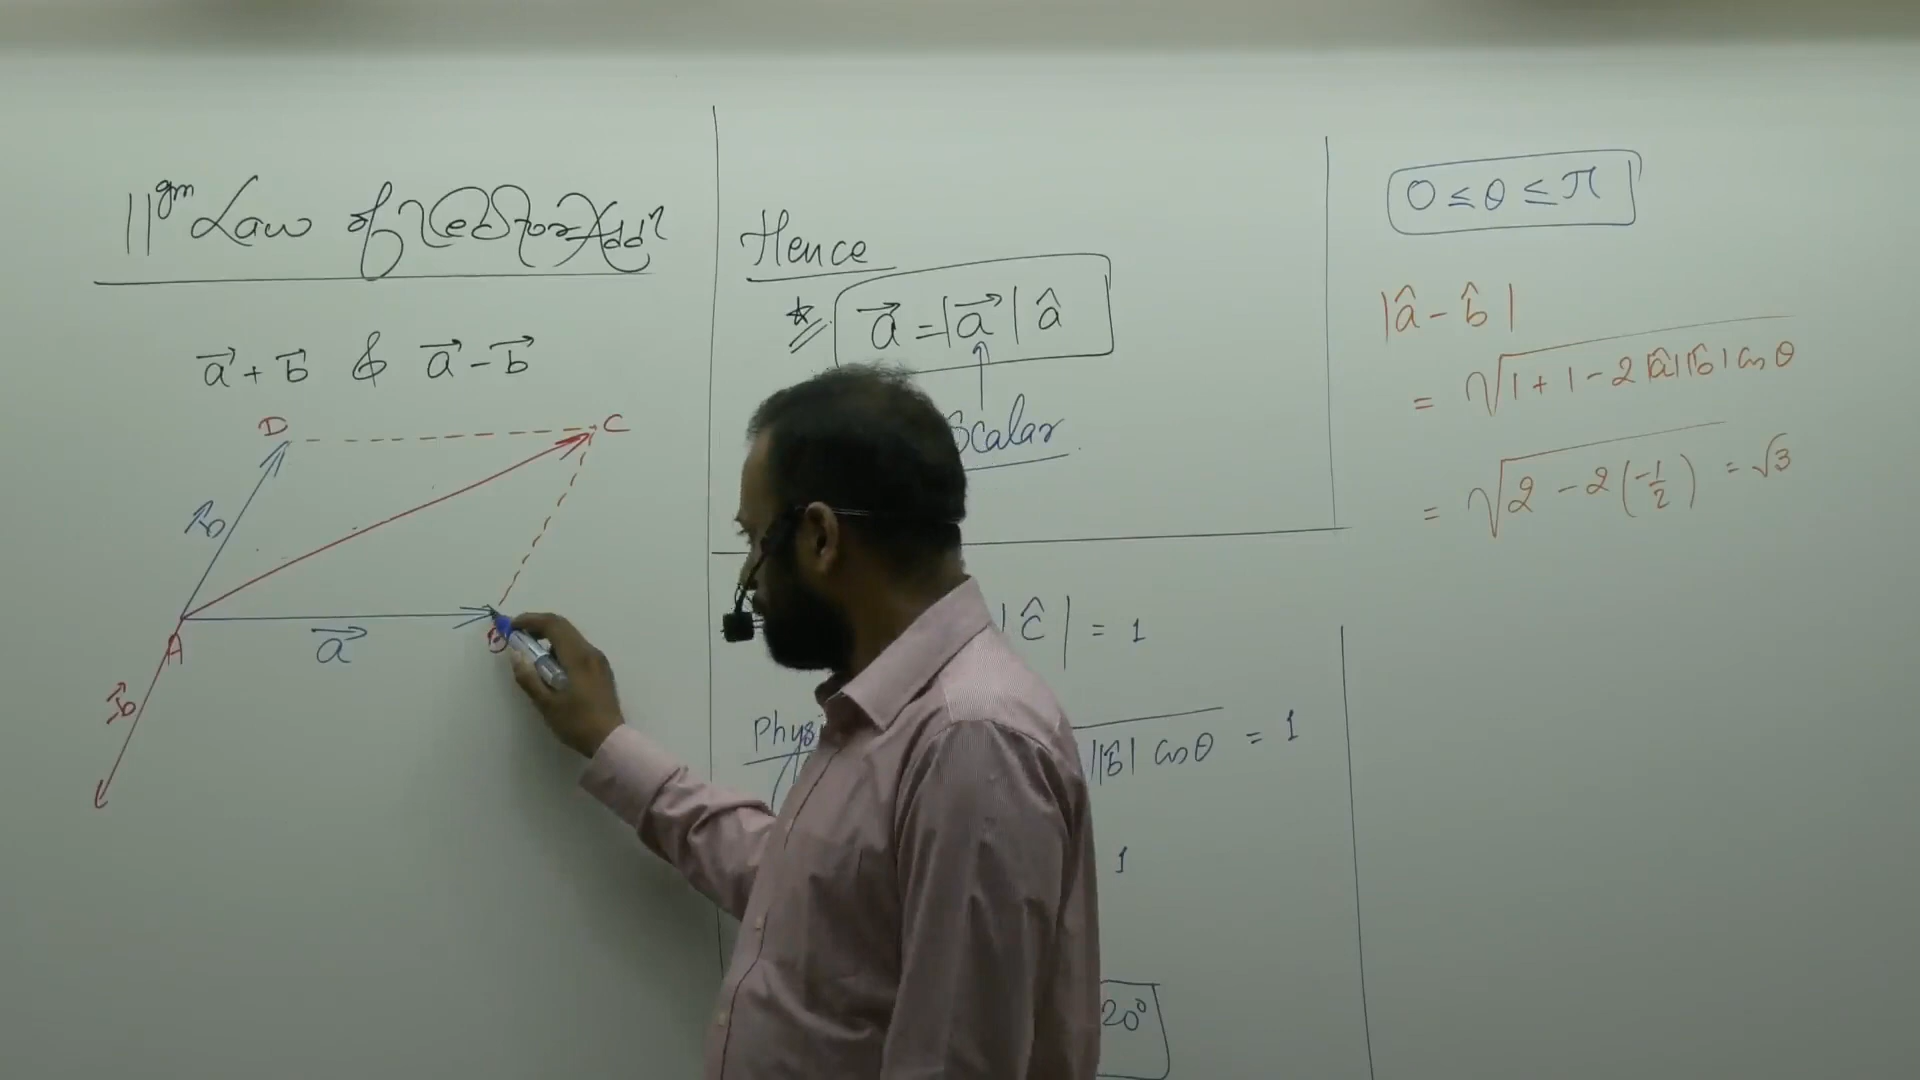 ||gm Law of Vector Addn
a⃗ + b⃗ & a⃗ - b⃗
D
C
b⃗
A
a⃗
B
-b⃗
Hence
* a⃗ = |a⃗| â
Scalar
|ĉ| = 1
Physi
||b̂| cos θ = 1
1
20°
0 ≤ θ ≤ π
|â - b̂|
= √1 + 1 - 2|â||b̂| cos θ
= √2 - 2(-1/2) = √3